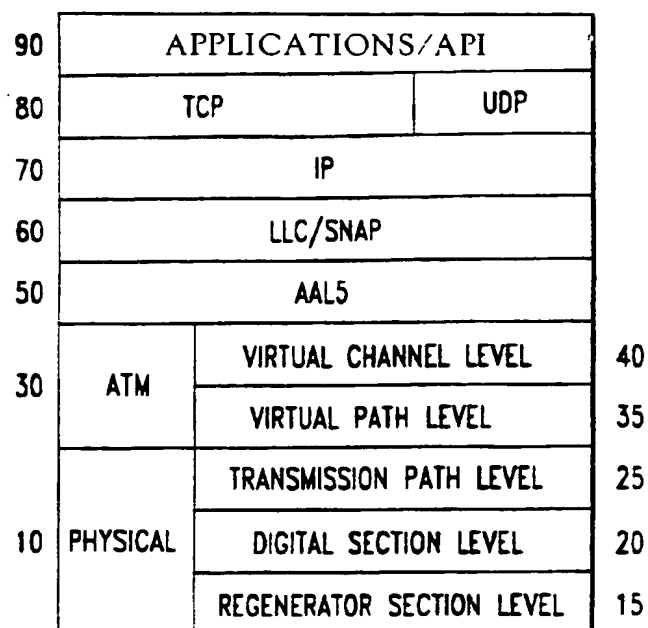 90 APPLICATIONS/API
80 TCP UDP
70 IP
60 LLC/SNAP
50 AAL5
30 ATM
VIRTUAL CHANNEL LEVEL 40
VIRTUAL PATH LEVEL 35
10 PHYSICAL
TRANSMISSION PATH LEVEL 25
DIGITAL SECTION LEVEL 20
REGENERATOR SECTION LEVEL 15